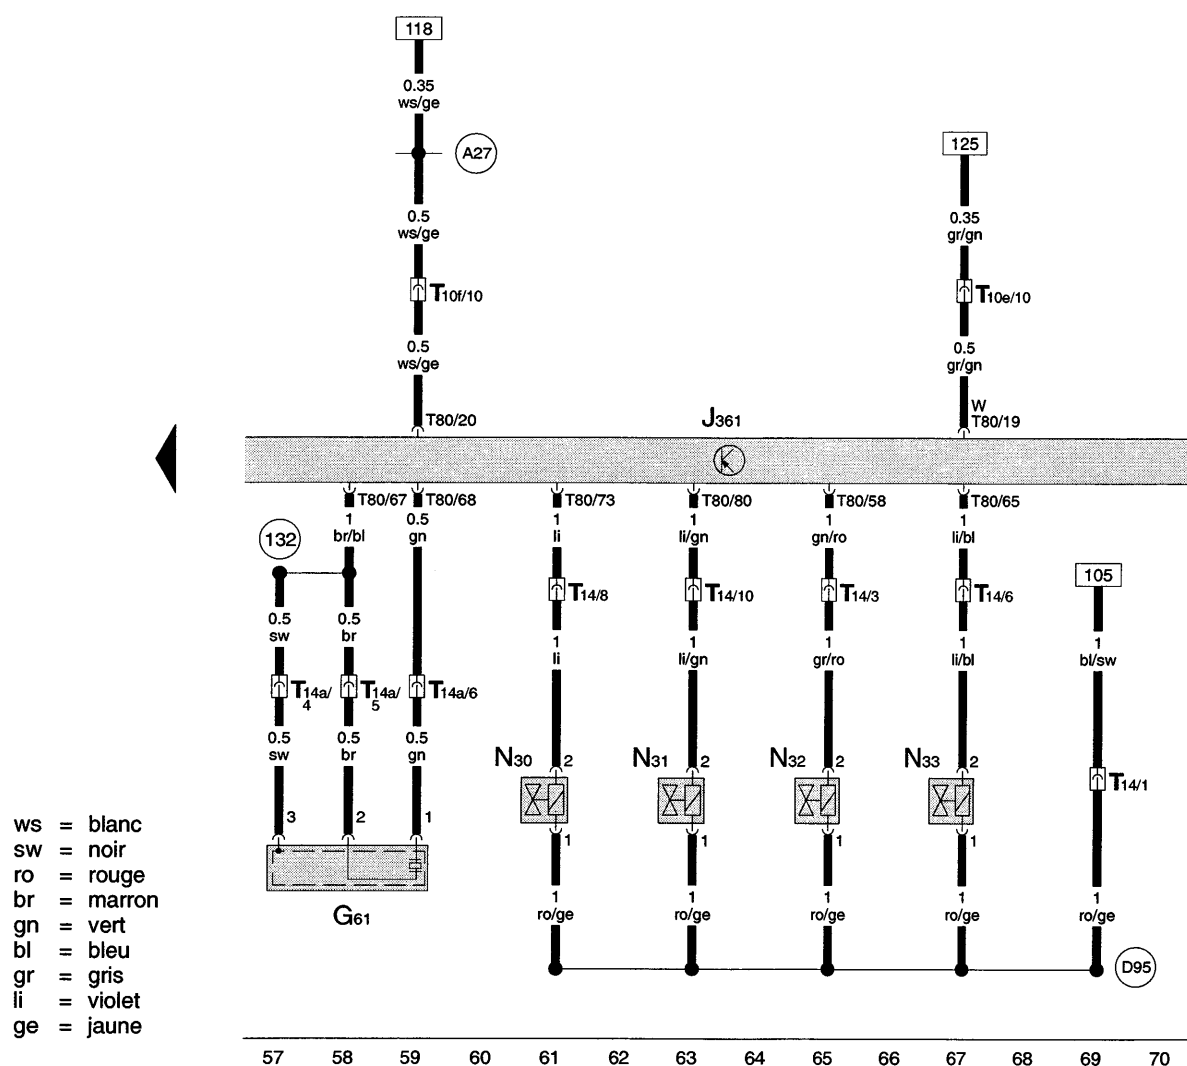 118
0.35
ws/ge
A27
125
0.5
ws/ge
0.35
gr/gn
T10f/10
T10e/10
0.5
ws/ge
0.5
gr/gn
T80/20
J361
W
T80/19
T80/67
T80/68
T80/73
T80/80
T80/58
T80/65
1
br/bl
0.5
gn
1
li
1
li/gn
1
gn/ro
1
li/bl
132
105
T14/8
T14/10
T14/3
T14/6
0.5
sw
0.5
br
1
li
1
li/gn
1
gr/ro
1
li/bl
1
bl/sw
T14a/4
T14a/5
T14a/6
0.5
sw
0.5
br
0.5
gn
N30
2
N31
2
N32
2
N33
2
T14/1
3
2
1
1
1
1
1
G61
1
ro/ge
1
ro/ge
1
ro/ge
1
ro/ge
1
ro/ge
D95
ws = blanc
sw = noir
ro = rouge
br = marron
gn = vert
bl = bleu
gr = gris
li = violet
ge = jaune
57 58 59 60 61 62 63 64 65 66 67 68 69 70